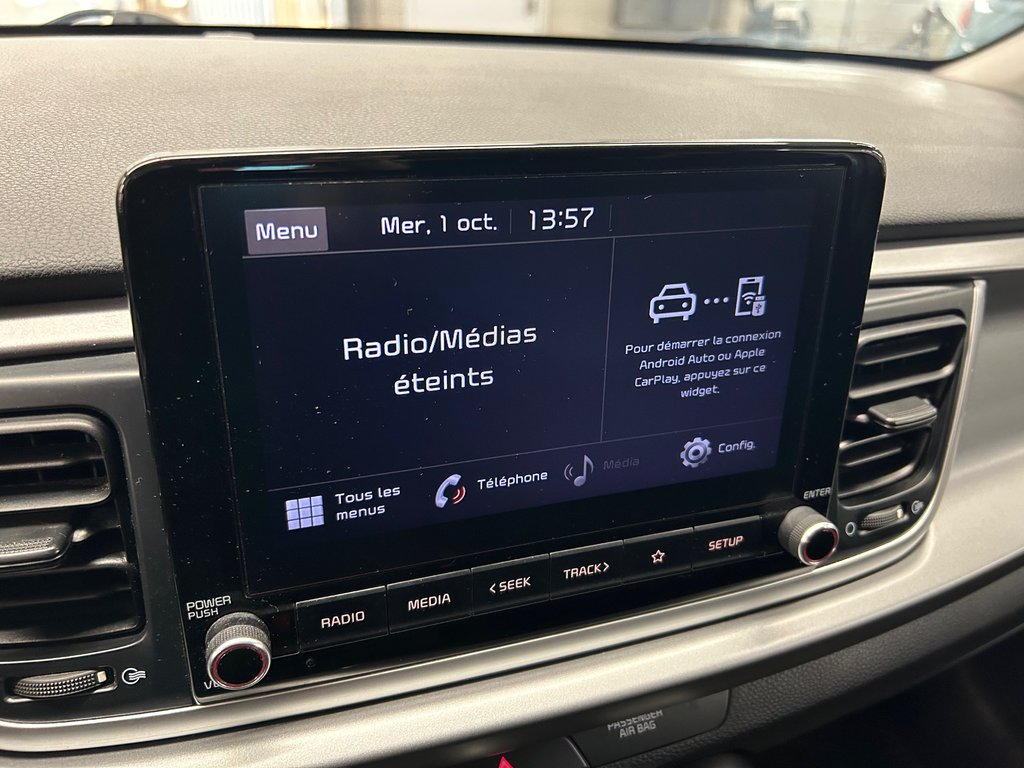 Menu
Mer, 1 oct.
13:57
Radio/Médias
éteints
Pour démarrer la connexion
Android Auto ou Apple
CarPlay, appuyez sur ce
widget.
Tous les
menus
Téléphone
Média
Config.
ENTER
POWER
PUSH
RADIO
MEDIA
< SEEK
TRACK >
SETUP
PASSENGER
AIR BAG